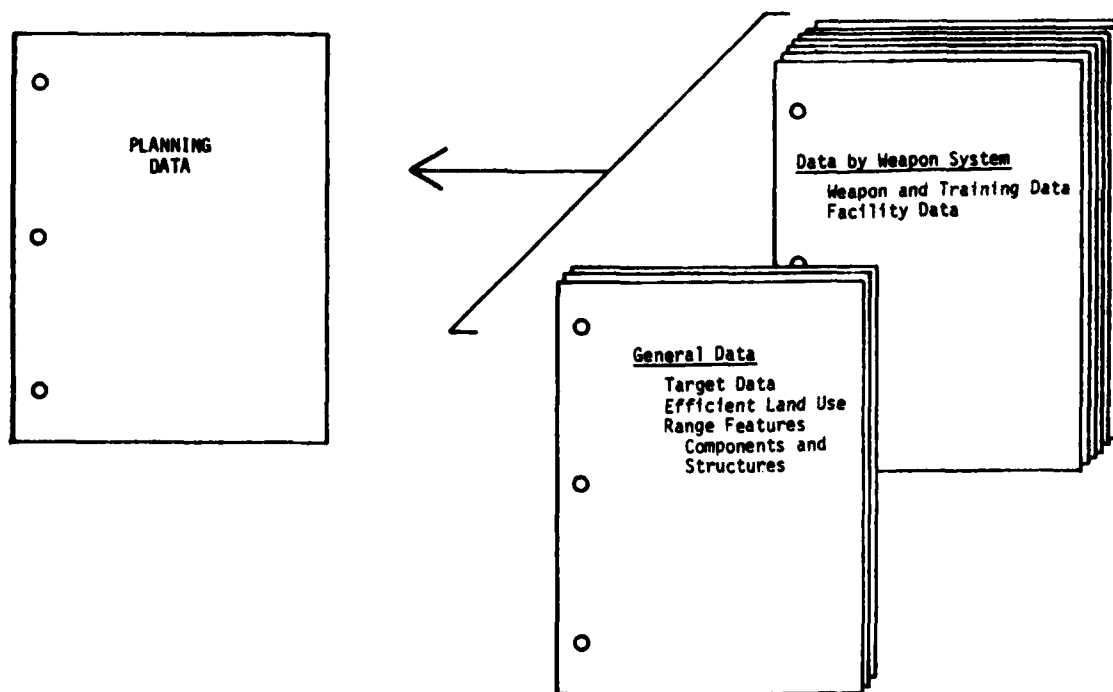 PLANNING
DATA
Data by Weapon System
Weapon and Training Data
Facility Data
General Data
Target Data
Efficient Land Use
Range Features
Components and
Structures